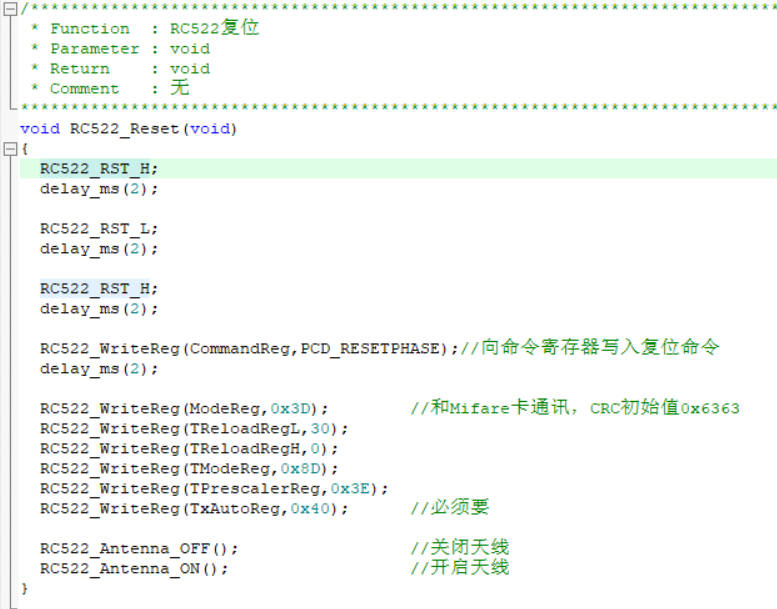 /****************************************************************************
 * Function  : RC522复位
 * Parameter : void
 * Return    : void
 * Comment   : 无
****************************************************************************
void RC522_Reset(void)
{
  RC522_RST_H;
  delay_ms(2);
  RC522_RST_L;
  delay_ms(2);
  RC522_RST_H;
  delay_ms(2);
  RC522_WriteReg(CommandReg,PCD_RESETPHASE);//向命令寄存器写入复位命令
  delay_ms(2);
  RC522_WriteReg(ModeReg,0x3D);        //和Mifare卡通讯，CRC初始值0x6363
  RC522_WriteReg(TReloadRegL,30);
  RC522_WriteReg(TReloadRegH,0);
  RC522_WriteReg(TModeReg,0x8D);
  RC522_WriteReg(TPrescalerReg,0x3E);
  RC522_WriteReg(TxAutoReg,0x40);      //必须要
  RC522_Antenna_OFF();                 //关闭天线
  RC522_Antenna_ON();                  //开启天线
}